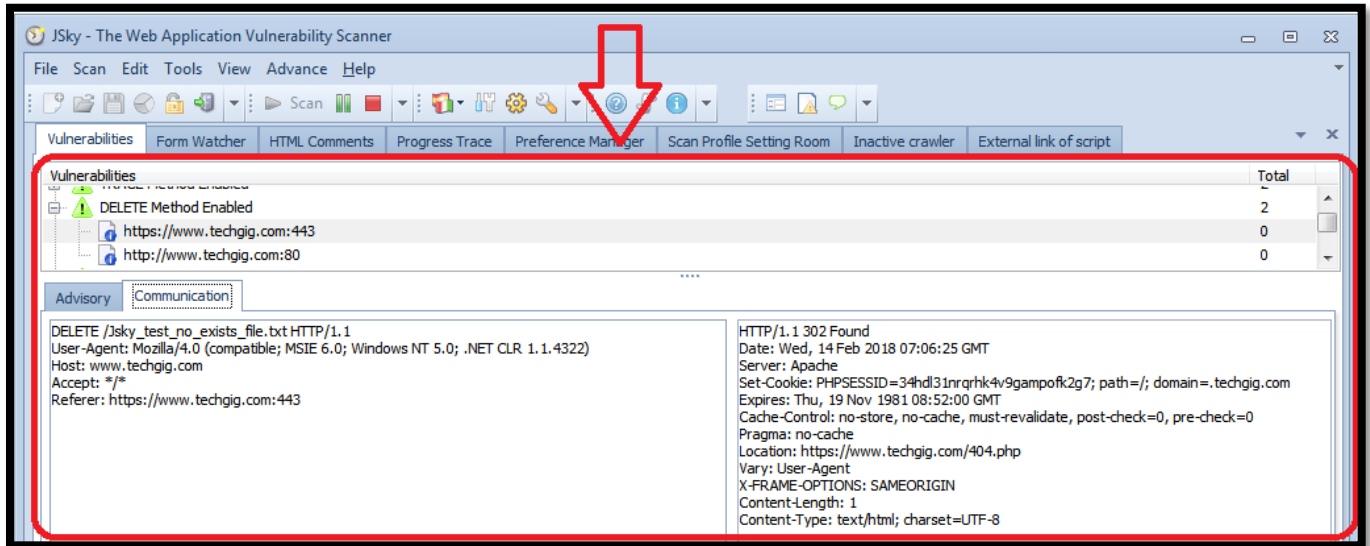 JSky - The Web Application Vulnerability Scanner
File Scan Edit Tools View Advance Help
Scan
Vulnerabilities Form Watcher HTML Comments Progress Trace Preference Manager Scan Profile Setting Room Inactive crawler External link of script
Vulnerabilities Total
TRACE Method Enabled 2
DELETE Method Enabled 2
https://www.techgig.com:443 0
http://www.techgig.com:80 0
Advisory Communication
DELETE /Jsky_test_no_exists_file.txt HTTP/1.1
User-Agent: Mozilla/4.0 (compatible; MSIE 6.0; Windows NT 5.0; .NET CLR 1.1.4322)
Host: www.techgig.com
Accept: */*
Referer: https://www.techgig.com:443
HTTP/1.1 302 Found
Date: Wed, 14 Feb 2018 07:06:25 GMT
Server: Apache
Set-Cookie: PHPSESSID=34hdl31nrqrhk4v9gampofk2g7; path=/; domain=.techgig.com
Expires: Thu, 19 Nov 1981 08:52:00 GMT
Cache-Control: no-store, no-cache, must-revalidate, post-check=0, pre-check=0
Pragma: no-cache
Location: https://www.techgig.com/404.php
Vary: User-Agent
X-FRAME-OPTIONS: SAMEORIGIN
Content-Length: 1
Content-Type: text/html; charset=UTF-8